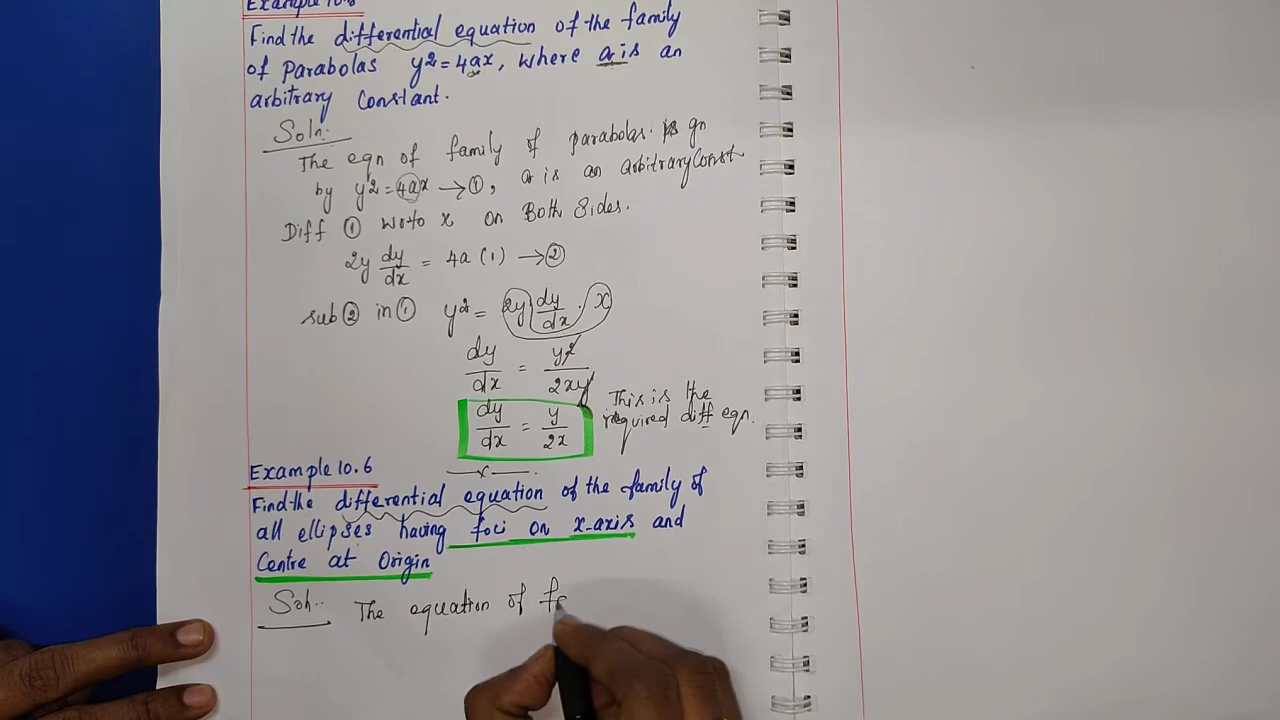 Example 10.5
Find the differential equation of the family
of parabolas y² = 4ax, where a is an
arbitrary Constant.
Soln:
The eqn of family of parabolas is gn
by y² = 4ax → ①, a is an arbitrary Const
Diff ① w.r.to x on Both Sides.
2y dy/dx = 4a (1) → ②
sub ② in ① y² = 2y dy/dx · x
dy/dx = y²/2xy
dy/dx = y/2x
This is the
required diff eqn.
Example 10.6
Find the differential equation of the family of
all ellipses having foci on x-axis and
Centre at Origin
Soln..
The equation of fa